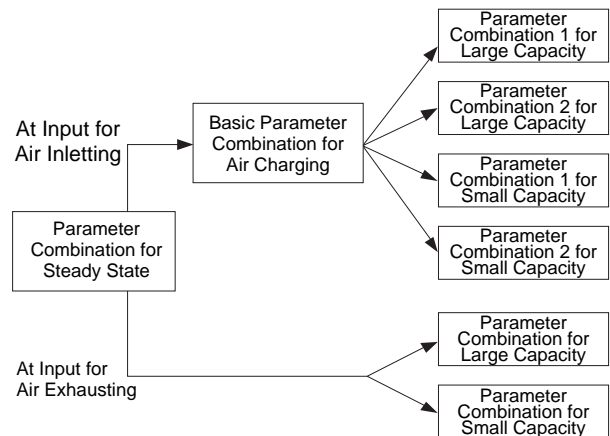 Parameter
Combination 1 for
Large Capacity
Parameter
Combination 2 for
Large Capacity
At Input for
Air Inletting
Basic Parameter
Combination for
Air Charging
Parameter
Combination 1 for
Small Capacity
Parameter
Combination for
Steady State
Parameter
Combination 2 for
Small Capacity
At Input for
Air Exhausting
Parameter
Combination for
Large Capacity
Parameter
Combination for
Small Capacity